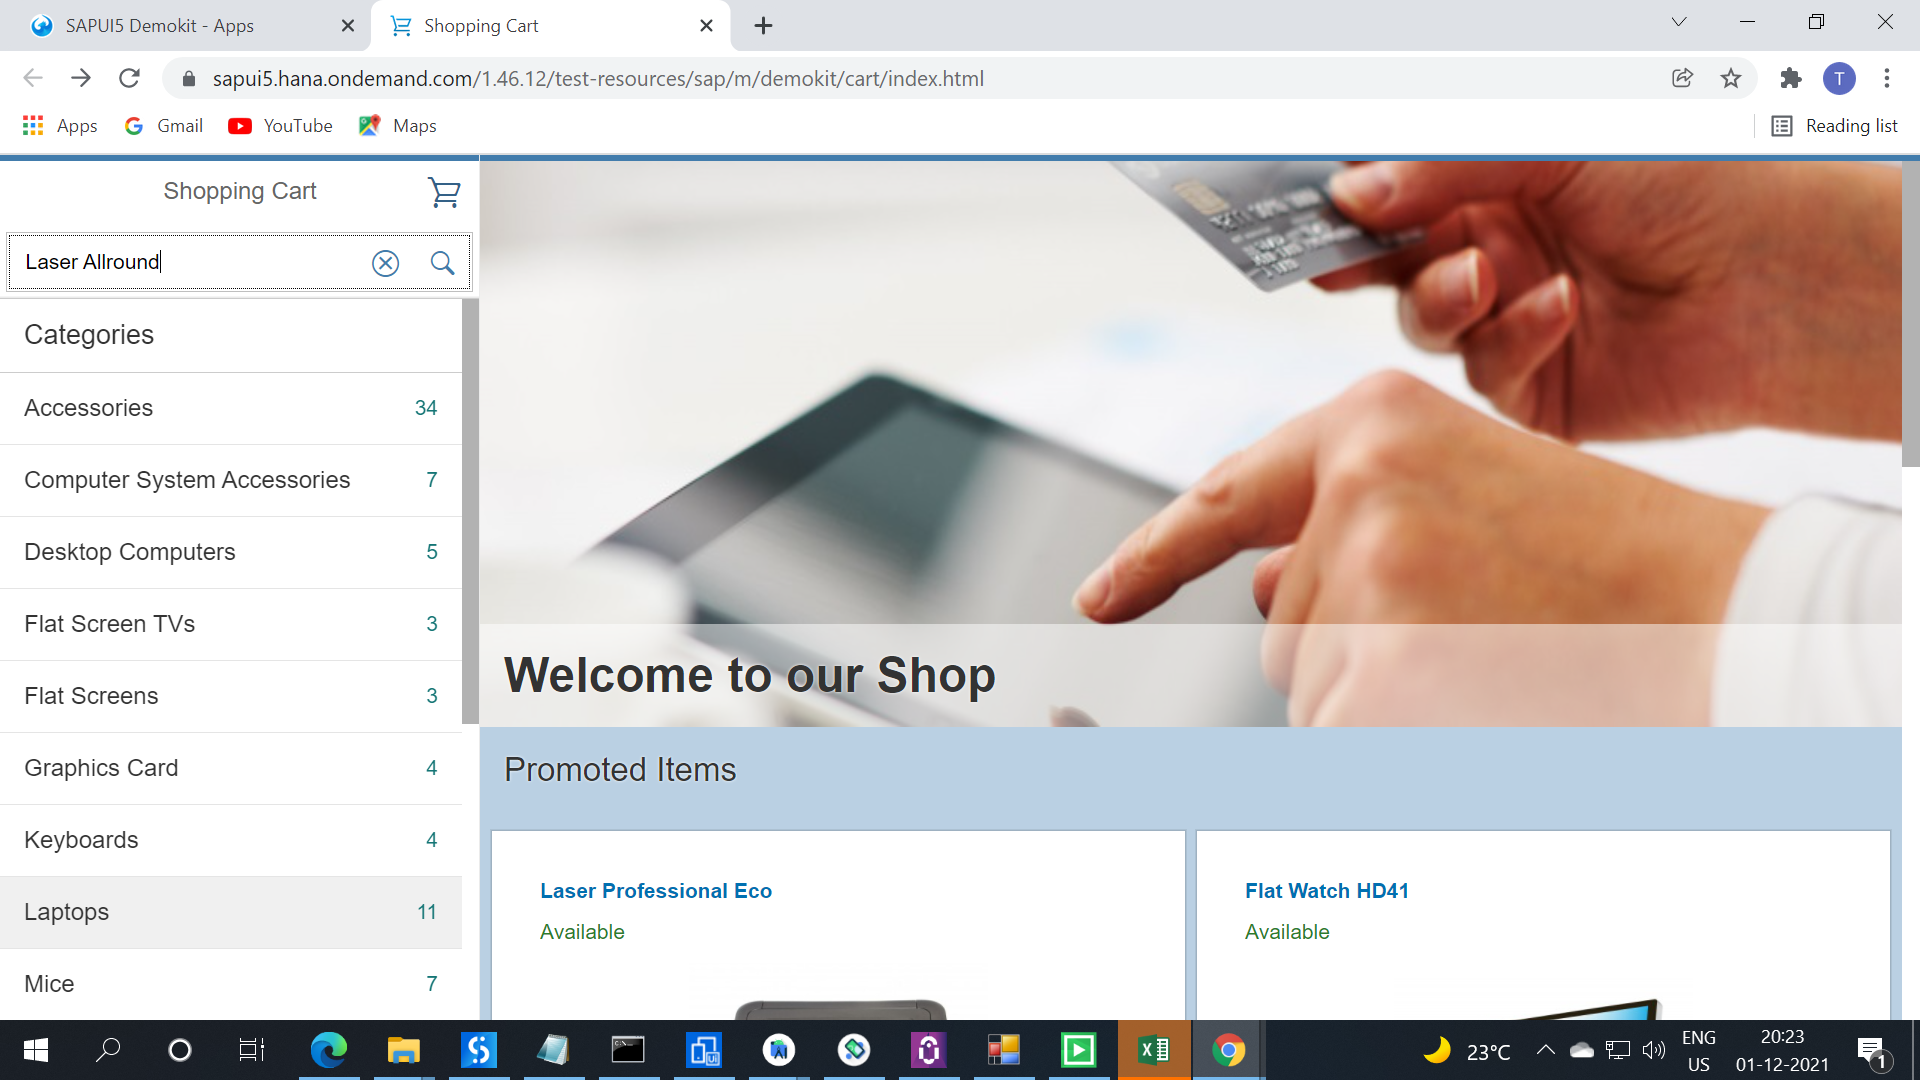 SAPUI5 Demokit - Apps
Shopping Cart
sapui5.hana.ondemand.com/1.46.12/test-resources/sap/m/demokit/cart/index.html
T
Apps
Gmail
YouTube
Maps
Reading list
Shopping Cart
Laser Allround
Categories
Accessories 34
Computer System Accessories 7
Desktop Computers 5
Flat Screen TVs 3
Flat Screens 3
Graphics Card 4
Keyboards 4
Laptops 11
Mice 7
Welcome to our Shop
Promoted Items
Laser Professional Eco
Available
Flat Watch HD41
Available
23°C
ENG
US
20:23
01-12-2021
1